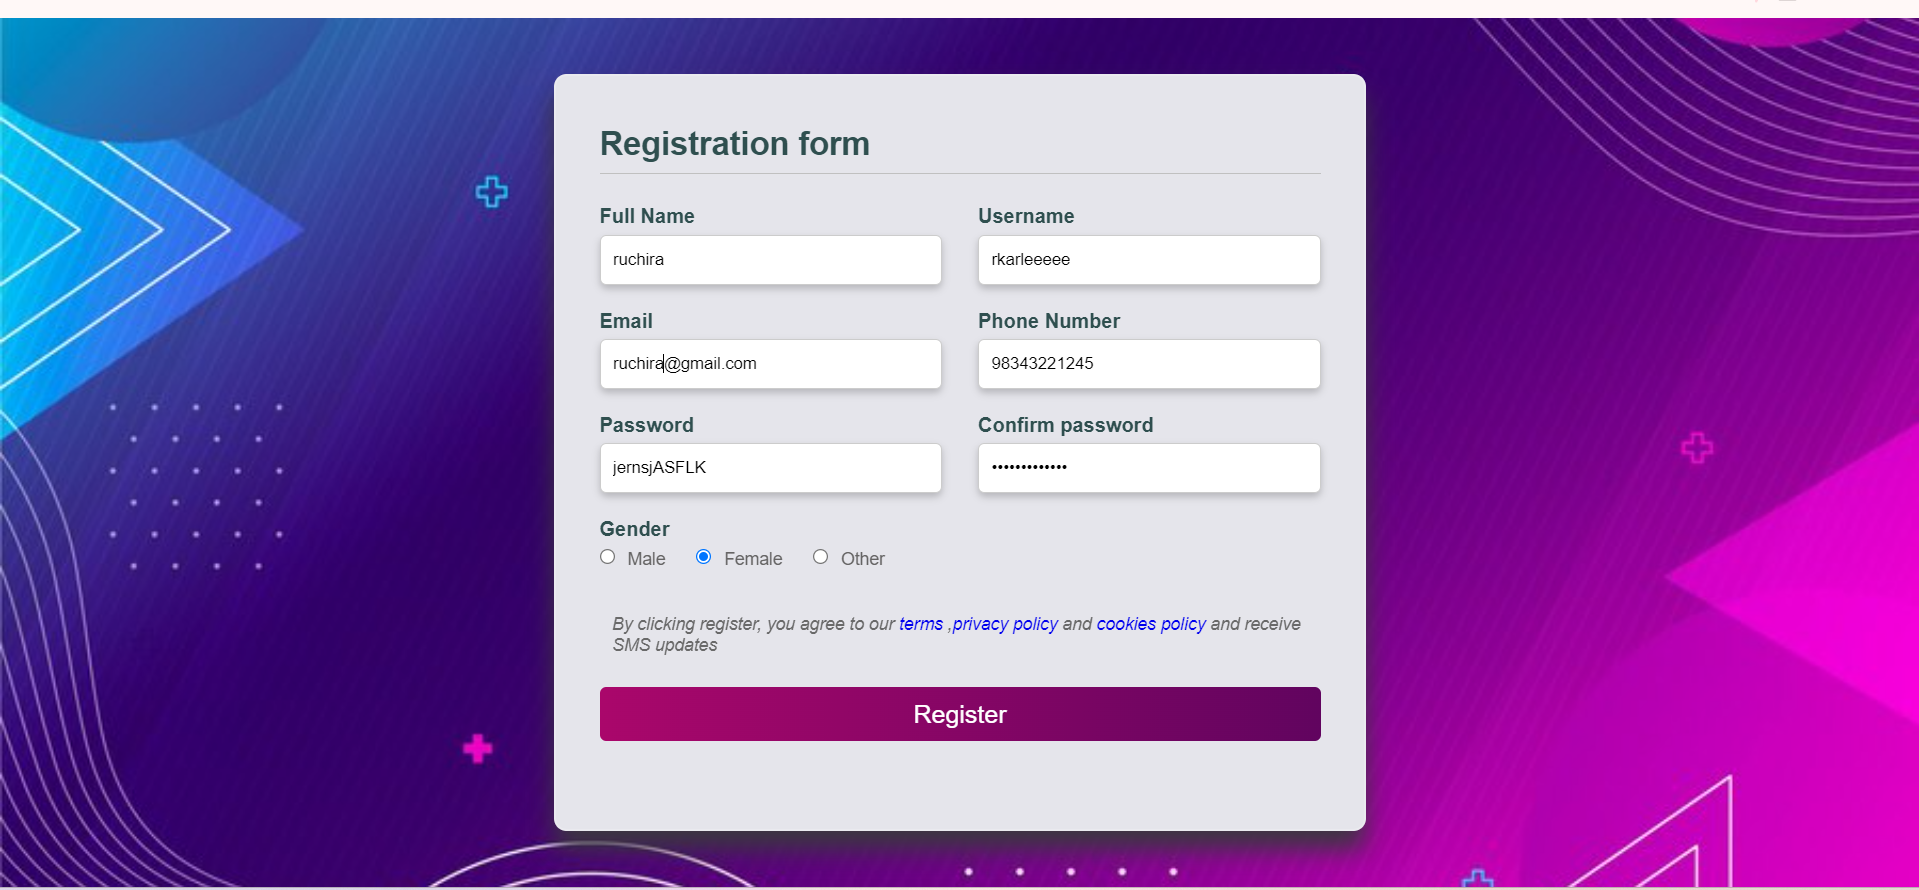 Registration form
Full Name Username
ruchira rkarleeeee
Email Phone Number
ruchira@gmail.com 98343221245
Password Confirm password
jernsjASFLK •••••••••••••
Gender
Male Female Other
By clicking register, you agree to our terms ,privacy policy and cookies policy and receive
SMS updates
Register